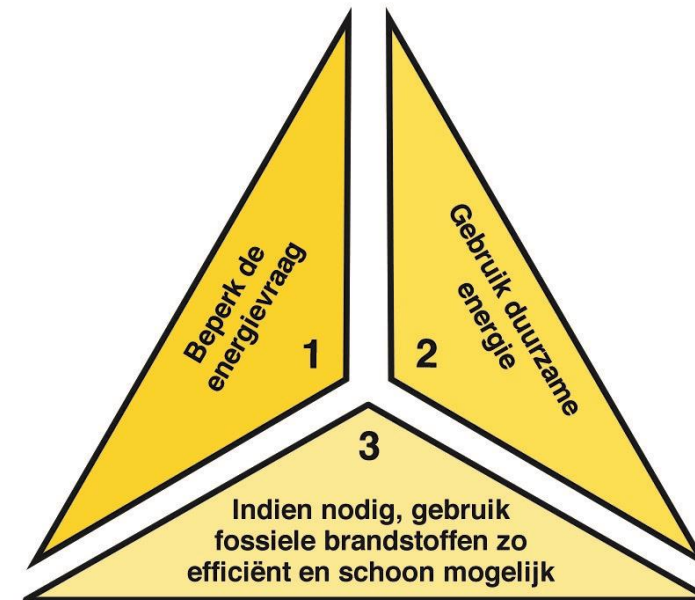 Beperk de
energievraag
1
Gebruik duurzame
energie
2
3
Indien nodig, gebruik
fossiele brandstoffen zo
efficiënt en schoon mogelijk